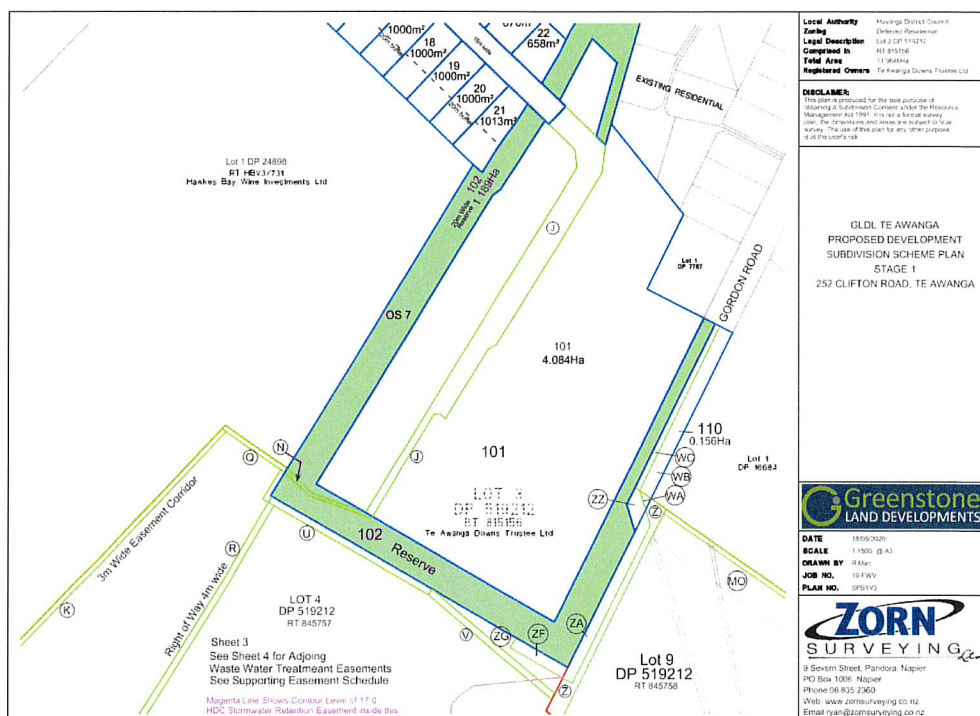 1000m²
18
1000m²
19
1000m²
20
1000m²
21
1013m²
20m buffer
15m wide
670m²
22
658m²
EXISTING RESIDENTIAL
Lot 1 DP 24898
RT HBV3/731
Hawkes Bay Wine Investments Ltd
102
1.189Ha
20m Wide
Reserve
J
Lot 1
DP 7787
GORDON ROAD
OS 7
101
4.084Ha
110
0.156Ha
Lot 1
DP 16684
WC
WB
WA
ZZ
Z
N
Q
J
101
LOT 3
DP 519212
RT 815156
Te Awanga Downs Trustee Ltd
3m Wide Easement Corridor
K
R
Right of Way 4m wide
U
102
Reserve
MO
LOT 4
DP 519212
RT 845757
V
ZG
ZF
ZA
Z
Lot 9
DP 519212
RT 845758
Sheet 3
See Sheet 4 for Adjoing
Waste Water Treatmeant Easements
See Supporting Easement Schedule
Magenta Line Shows Contour Level of 17.0
HDC Stormwater Retention Easement inside this
Local Authority Hastings District Council
Zoning Deferred Residential
Legal Description Lot 3 DP 519212
Comprised In RT 815156
Total Area 11.9646Ha
Registered Owners Te Awanga Downs Trustee Ltd
DISCLAIMER:
This plan is produced for the sole purpose of
obtaining a Subdivision Consent under the Resource
Management Act 1991. It is not a formal survey
plan, the dimensions and areas are subject to final
survey. The use of this plan for any other purpose
is at the user's risk
GLDL TE AWANGA
PROPOSED DEVELOPMENT
SUBDIVISION SCHEME PLAN
STAGE 1
252 CLIFTON ROAD, TE AWANGA
Greenstone
LAND DEVELOPMENTS
DATE 18/05/2020
SCALE 1:1500 @ A3
DRAWN BY R Mac
JOB NO.
PLAN NO. SPS1V2
ZORN
SURVEYING
9 Severn Street, Pandora, Napier
PO Box 1006 Napier
Phone 06 835 2360
Web www.zornsurveying.co.nz
Email ryan@zornsurveying.co.nz